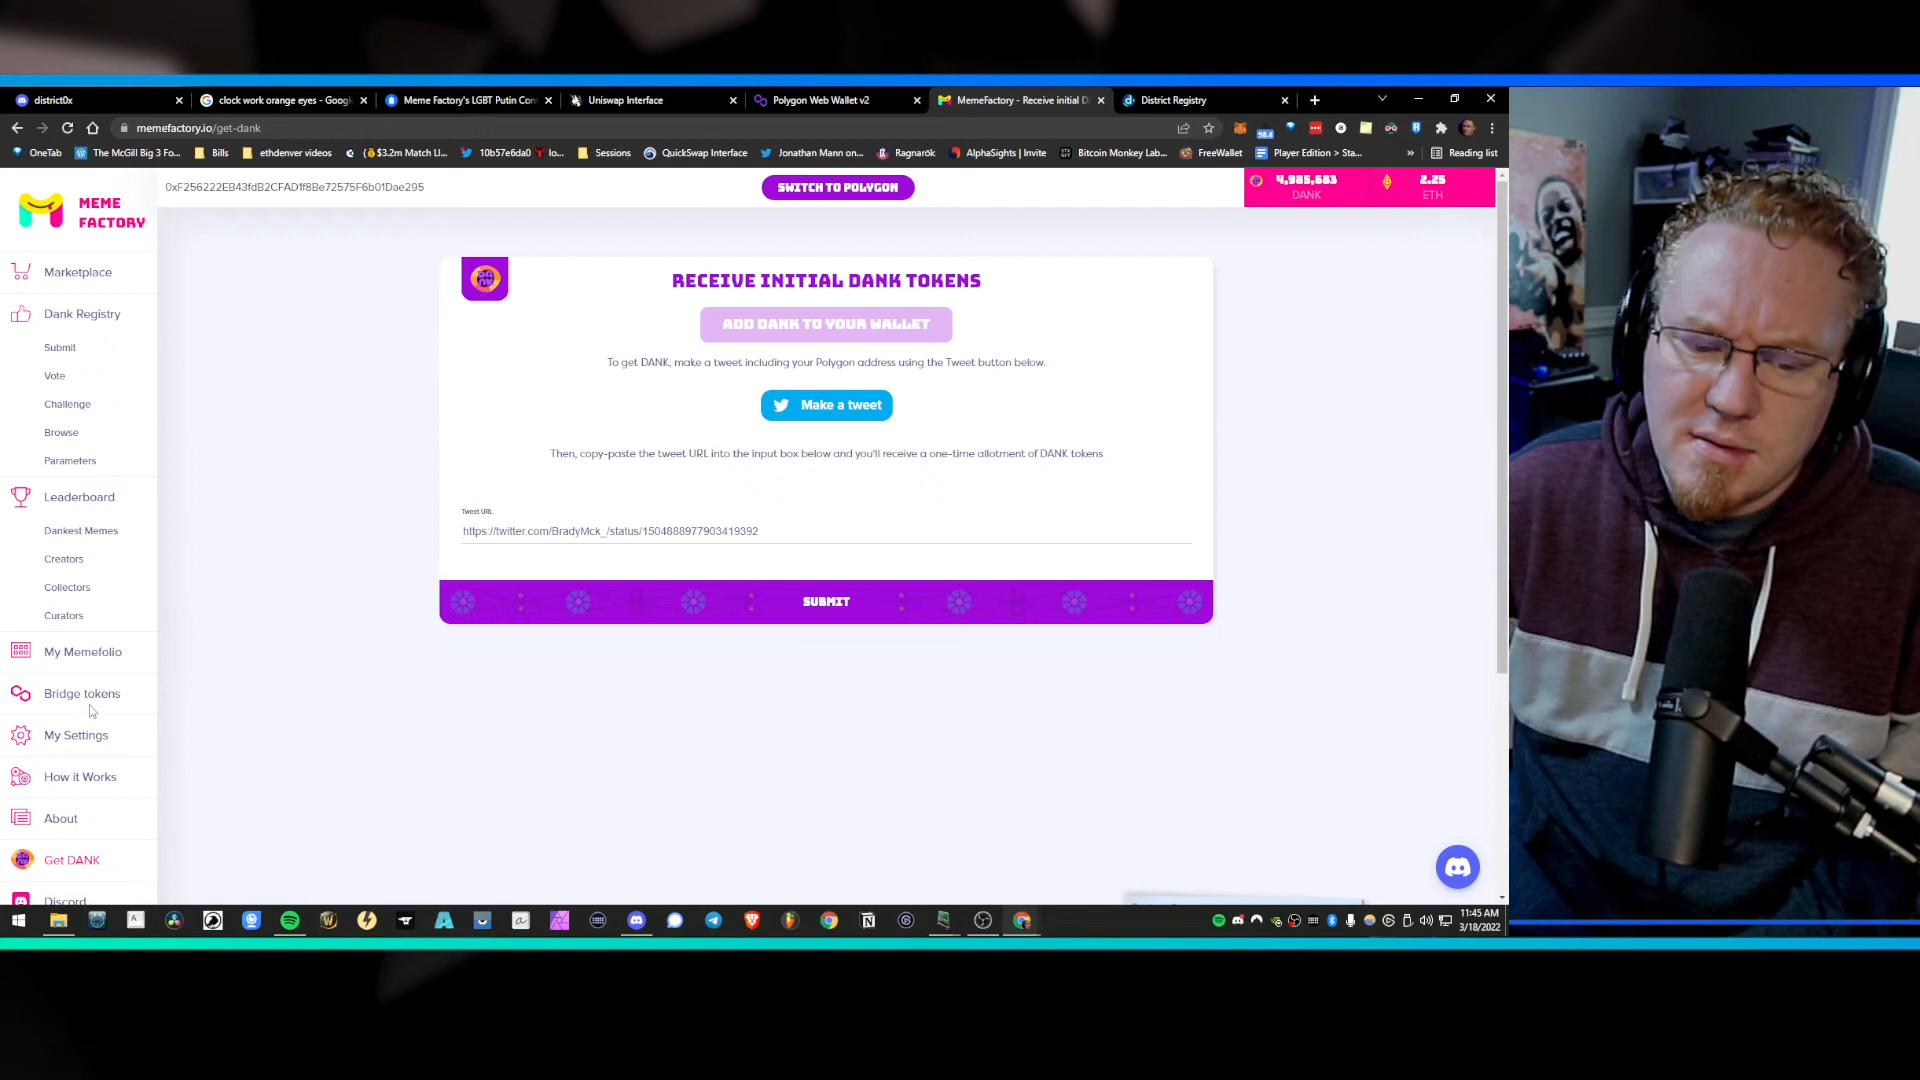 district0x
clock work orange eyes - Googl
Meme Factory's LGBT Putin Con
Uniswap Interface
Polygon Web Wallet v2
MemeFactory - Receive initial D
District Registry
memefactory.io/get-dank
98.4
OneTab
The McGill Big 3 Fo...
Bills
ethdenver videos
($3.2m Match LI...
10b57e6da0
lo...
Sessions
QuickSwap Interface
Jonathan Mann on...
Ragnarök
AlphaSights | Invite
Bitcoin Monkey Lab...
FreeWallet
Player Edition > Sta...
»
Reading list
MEME
FACTORY
0xF256222EB43fdB2CFAD1f8Be72575F6b01Dae295
SWITCH TO POLYGON
4,985,683
DANK
2.25
ETH
Marketplace
Dank Registry
Submit
Vote
Challenge
Browse
Parameters
Leaderboard
Dankest Memes
Creators
Collectors
Curators
My Memefolio
Bridge tokens
My Settings
How it Works
About
Get DANK
Discord
RECEIVE INITIAL DANK TOKENS
ADD DANK TO YOUR WALLET
To get DANK, make a tweet including your Polygon address using the Tweet button below.
Make a tweet
Then, copy-paste the tweet URL into the input box below and you'll receive a one-time allotment of DANK tokens
Tweet URL
https://twitter.com/BradyMck_/status/1504888977903419392
SUBMIT
11:45 AM
3/18/2022